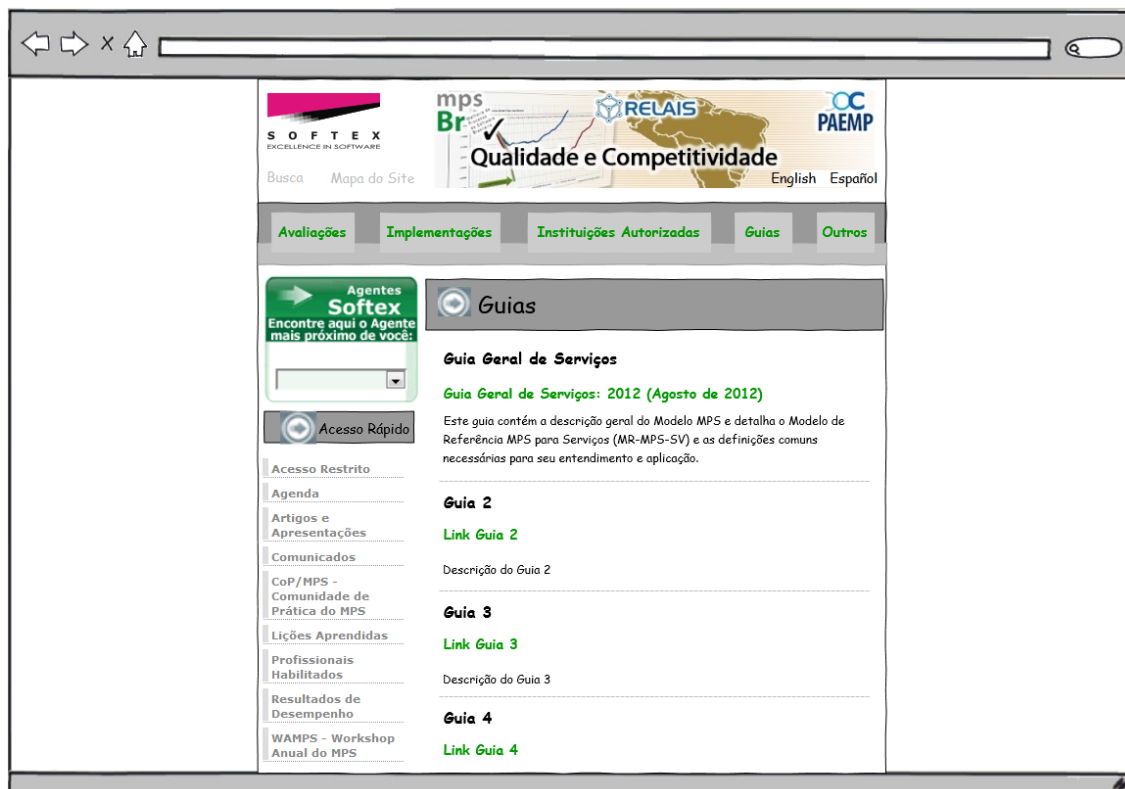 SOFTEX
EXCELLENCE IN SOFTWARE
Busca Mapa do Site
mps
Br
RELAIS
PAEMP
Qualidade e Competitividade
English Español
Avaliações Implementações Instituições Autorizadas Guias Outros
Agentes
Softex
Encontre aqui o Agente
mais próximo de você:
Acesso Rápido
Acesso Restrito
Agenda
Artigos e
Apresentações
Comunicados
CoP/MPS -
Comunidade de
Prática do MPS
Lições Aprendidas
Profissionais
Habilitados
Resultados de
Desempenho
WAMPS - Workshop
Anual do MPS
Guias
Guia Geral de Serviços
Guia Geral de Serviços: 2012 (Agosto de 2012)
Este guia contém a descrição geral do Modelo MPS e detalha o Modelo de
Referência MPS para Serviços (MR-MPS-SV) e as definições comuns
necessárias para seu entendimento e aplicação.
Guia 2
Link Guia 2
Descrição do Guia 2
Guia 3
Link Guia 3
Descrição do Guia 3
Guia 4
Link Guia 4